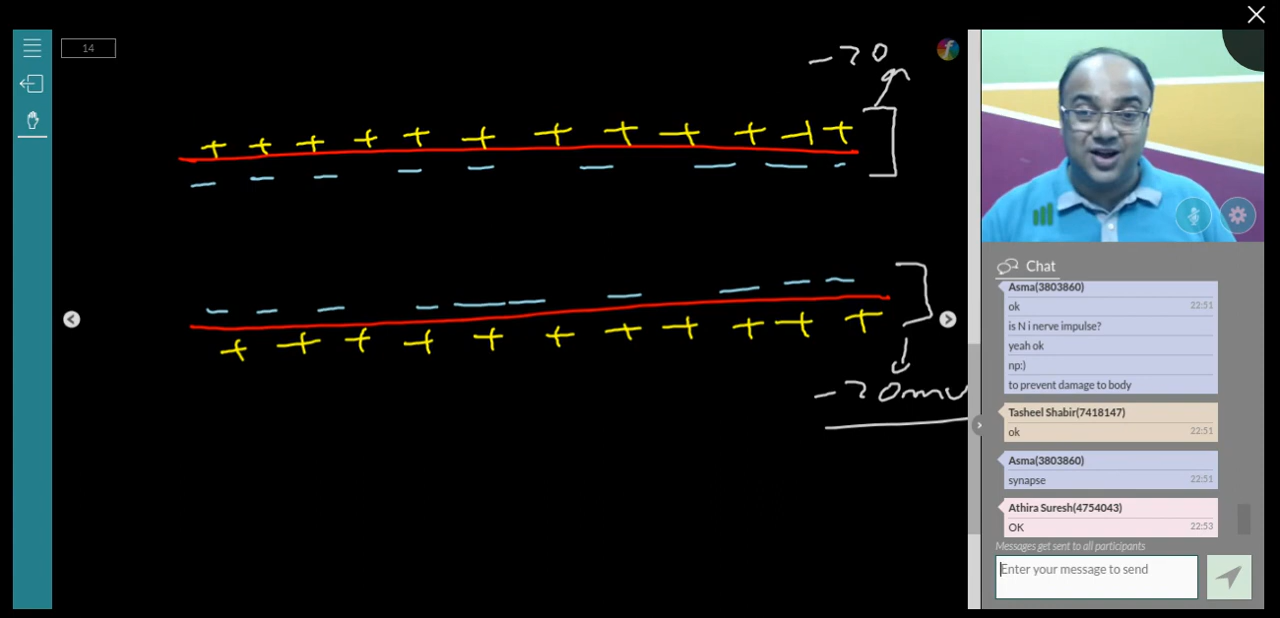 14
-70
+ + + + + + + + + + + +
- - - - - - - - -
- - - - - - - - - -
+ + + + + + + + + + +
-70mv
Chat
Asma(3803860)
ok 22:51
is N i nerve impulse?
yeah ok
np:)
to prevent damage to body
Tasheel Shabir(7418147)
ok 22:51
Asma(3803860)
synapse 22:51
Athira Suresh(4754043)
OK 22:53
Messages get sent to all participants
Enter your message to send